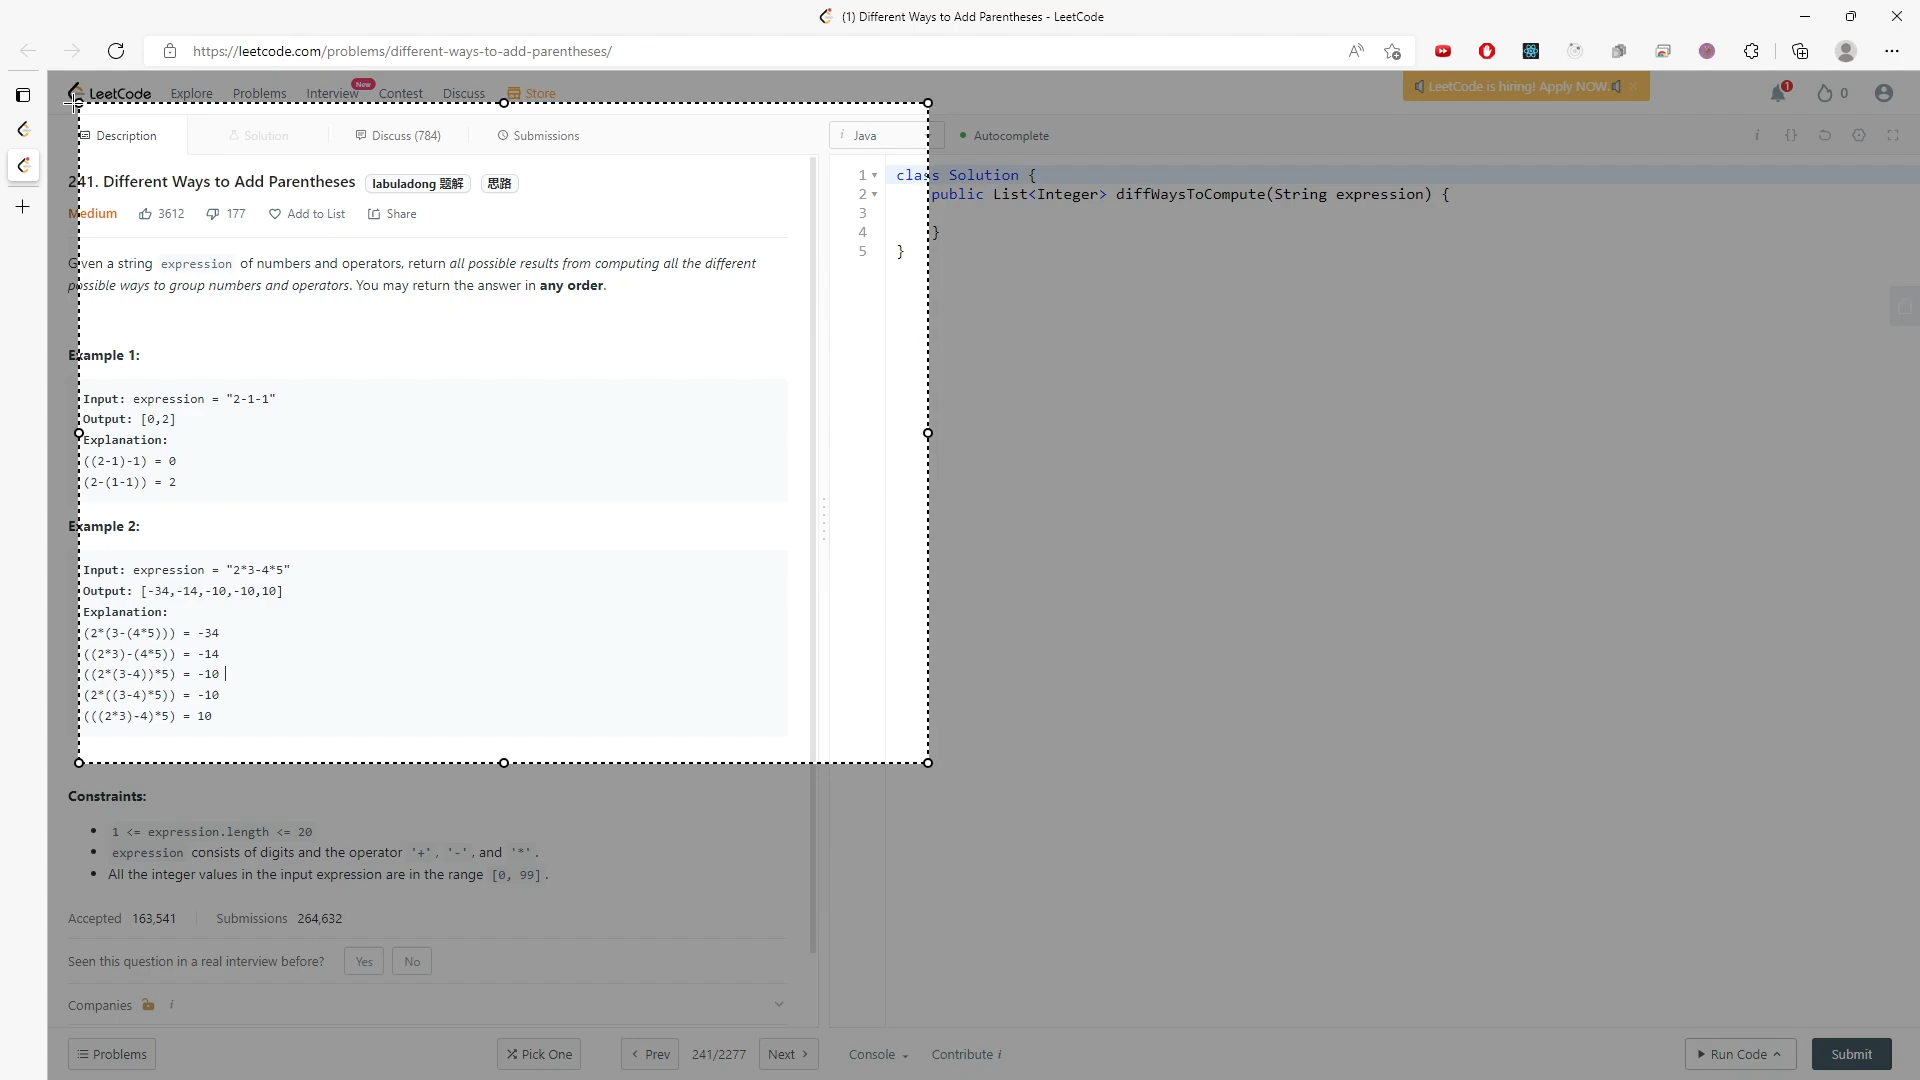 (1) Different Ways to Add Parentheses - LeetCode
https://leetcode.com/problems/different-ways-to-add-parentheses/
LeetCode Explore Problems Interview New Contest Discuss Store
LeetCode is hiring! Apply NOW. 1 0
Description Solution Discuss (784) Submissions
i Java Autocomplete
241. Different Ways to Add Parentheses labuladong 题解 思路
Medium 3612 177 Add to List Share
Given a string expression of numbers and operators, return all possible results from computing all the different
possible ways to group numbers and operators. You may return the answer in any order.
Example 1:
Input: expression = "2-1-1"
Output: [0,2]
Explanation:
((2-1)-1) = 0
(2-(1-1)) = 2
Example 2:
Input: expression = "2*3-4*5"
Output: [-34,-14,-10,-10,10]
Explanation:
(2*(3-(4*5))) = -34
((2*3)-(4*5)) = -14
((2*(3-4))*5) = -10
(2*((3-4)*5)) = -10
(((2*3)-4)*5) = 10
Constraints:
• 1 <= expression.length <= 20
• expression consists of digits and the operator '+', '-', and '*'.
• All the integer values in the input expression are in the range [0, 99].
Accepted 163,541 Submissions 264,632
Seen this question in a real interview before? Yes No
Companies i
1 class Solution {
2 public List<Integer> diffWaysToCompute(String expression) {
3
4 }
5 }
Problems Pick One Prev 241/2277 Next Console Contribute i Run Code Submit